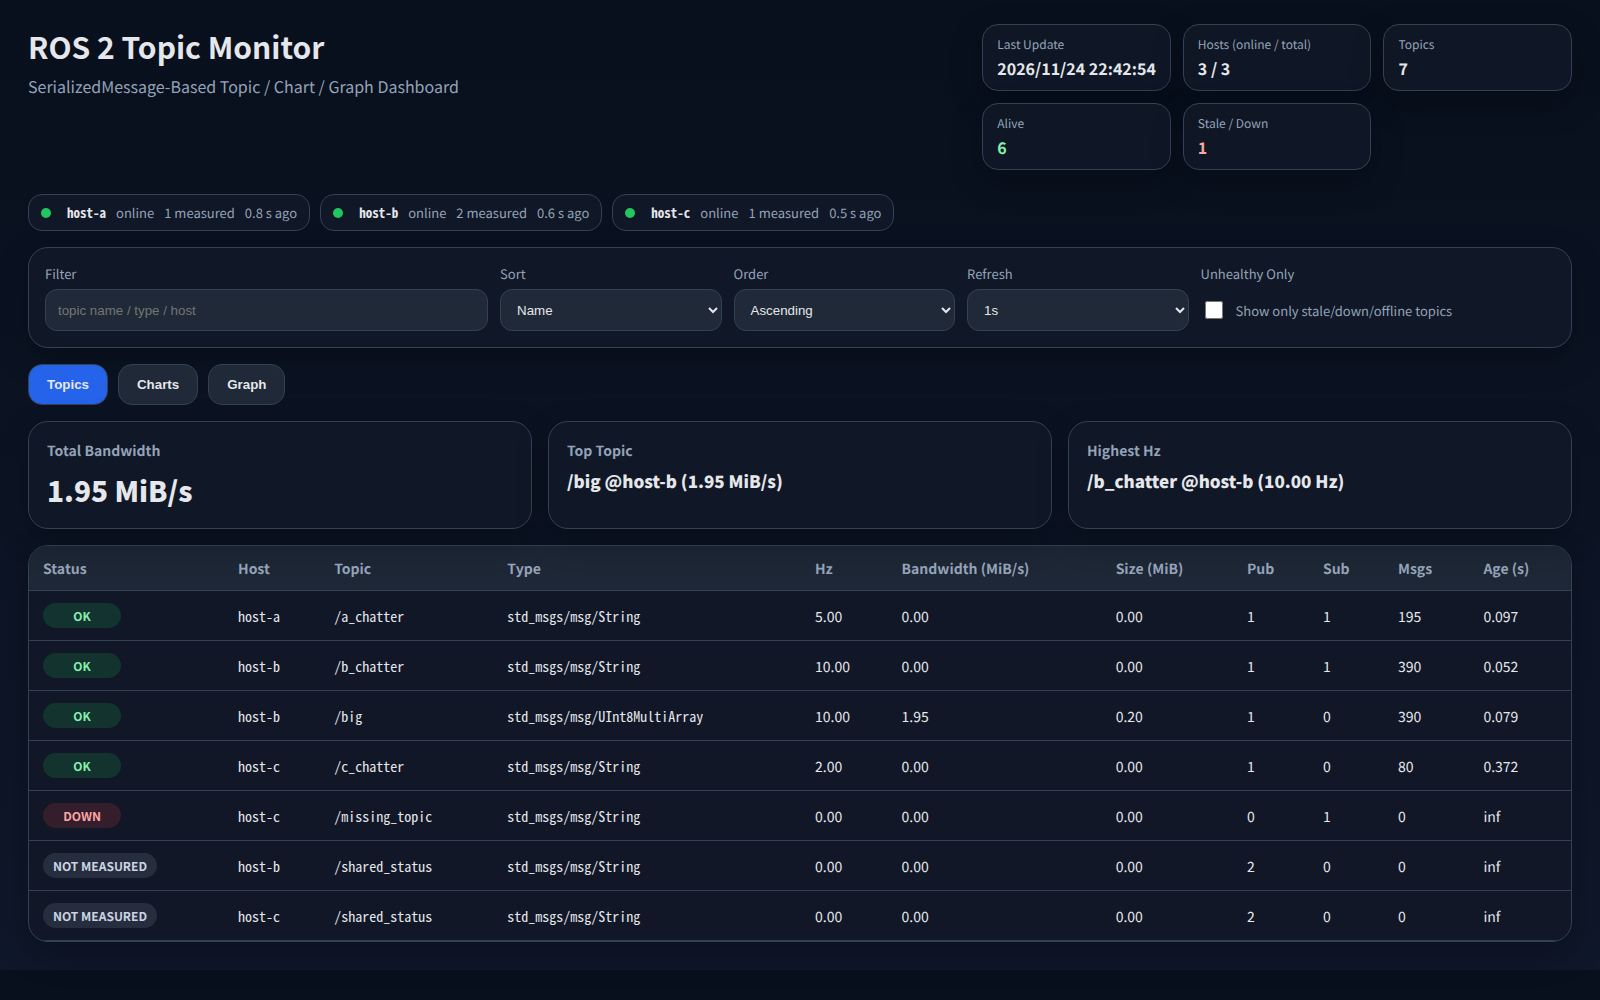 ROS 2 Topic Monitor
SerializedMessage-Based Topic / Chart / Graph Dashboard
Last Update
2026/11/24 22:42:54
Hosts (online / total)
3 / 3
Topics
7
Alive
6
Stale / Down
1
host-a online 1 measured 0.8 s ago
host-b online 2 measured 0.6 s ago
host-c online 1 measured 0.5 s ago
Filter
topic name / type / host
Sort
Name
Order
Ascending
Refresh
1s
Unhealthy Only
Show only stale/down/offline topics
Topics
Charts
Graph
Total Bandwidth
1.95 MiB/s
Top Topic
/big @host-b (1.95 MiB/s)
Highest Hz
/b_chatter @host-b (10.00 Hz)
Status Host Topic Type Hz Bandwidth (MiB/s) Size (MiB) Pub Sub Msgs Age (s)
OK host-a /a_chatter std_msgs/msg/String 5.00 0.00 0.00 1 1 195 0.097
OK host-b /b_chatter std_msgs/msg/String 10.00 0.00 0.00 1 1 390 0.052
OK host-b /big std_msgs/msg/UInt8MultiArray 10.00 1.95 0.20 1 0 390 0.079
OK host-c /c_chatter std_msgs/msg/String 2.00 0.00 0.00 1 0 80 0.372
DOWN host-c /missing_topic std_msgs/msg/String 0.00 0.00 0.00 0 1 0 inf
NOT MEASURED host-b /shared_status std_msgs/msg/String 0.00 0.00 0.00 2 0 0 inf
NOT MEASURED host-c /shared_status std_msgs/msg/String 0.00 0.00 0.00 2 0 0 inf